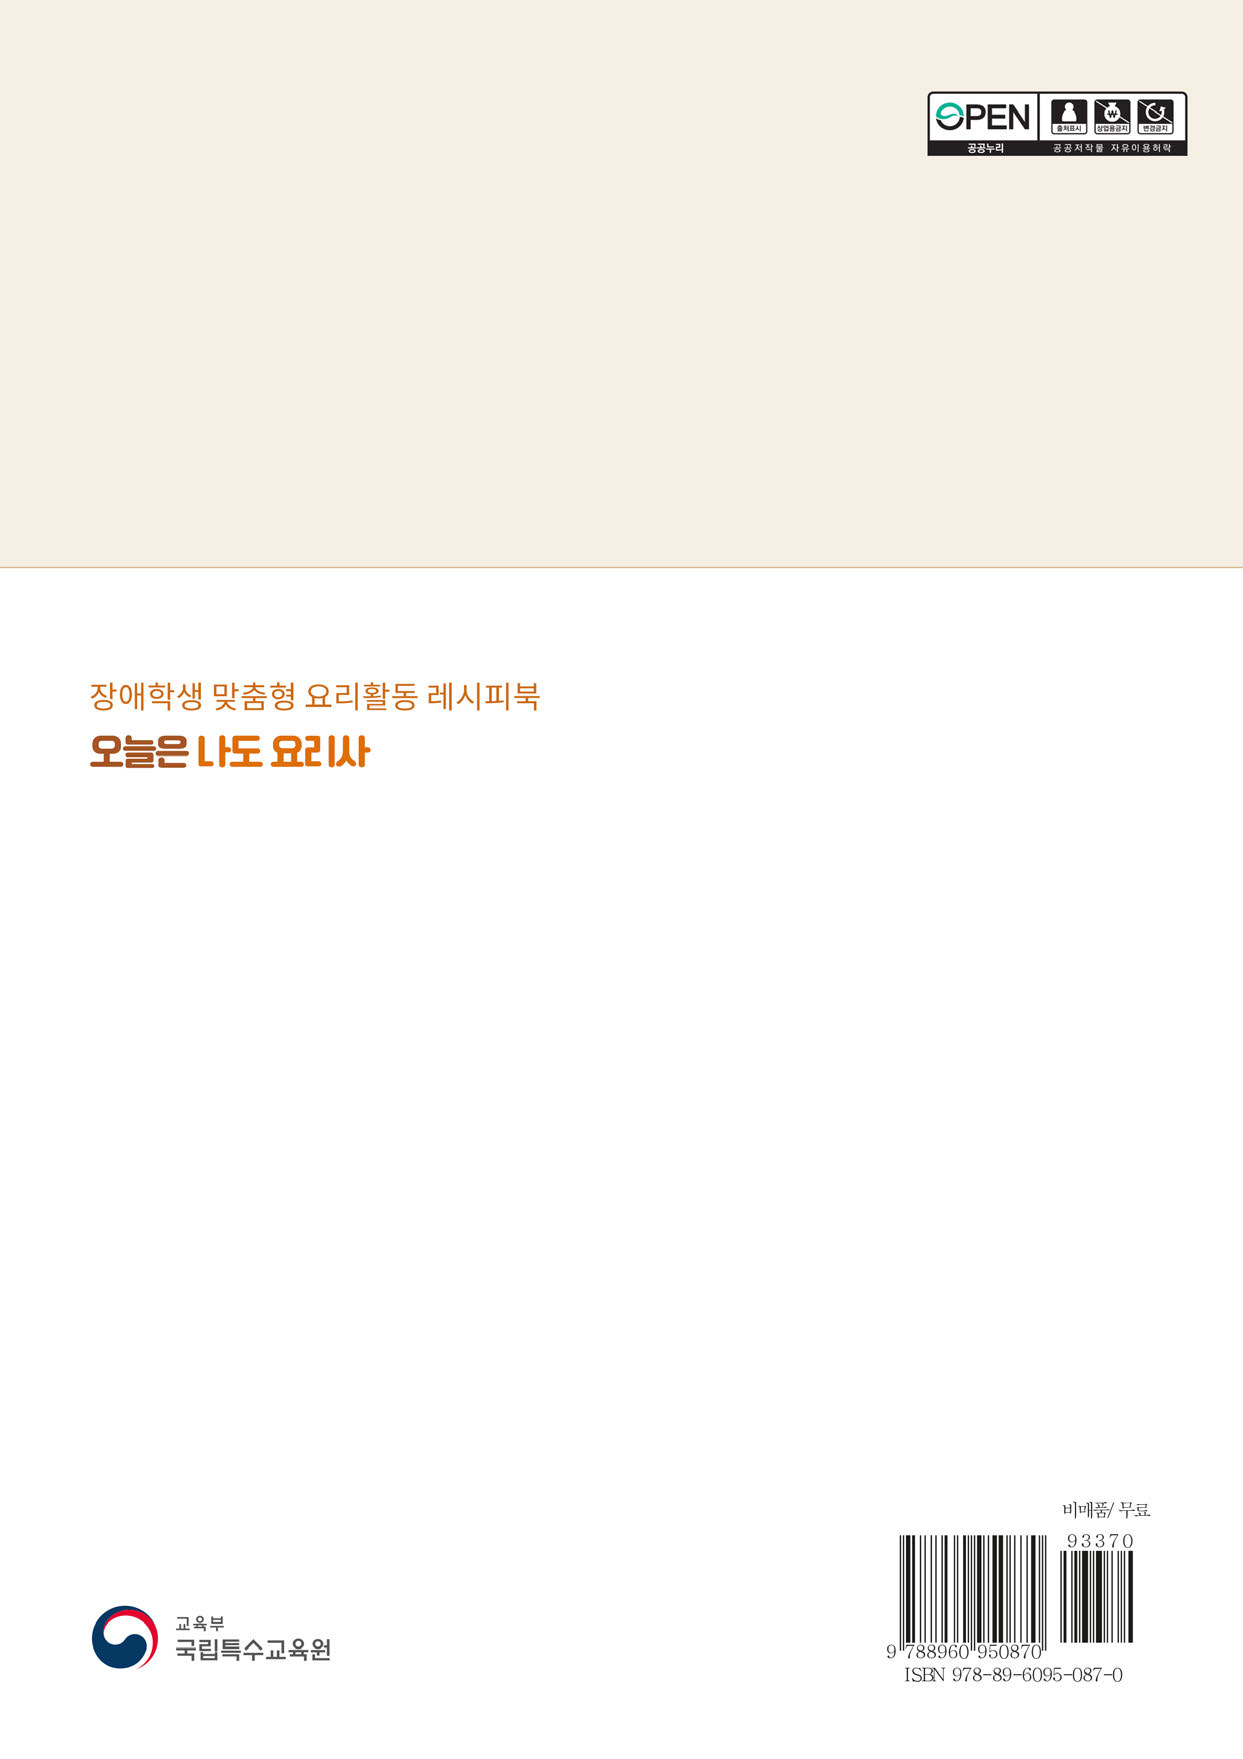 OPEN
출처표시
상업용금지
변경금지
공공누리
공공저작물 자유이용허락
장애학생 맞춤형 요리활동 레시피북
오늘은 나도 요리사
비매품/ 무료
93370
9 788960 950870
ISBN 978-89-6095-087-0
교육부
국립특수교육원